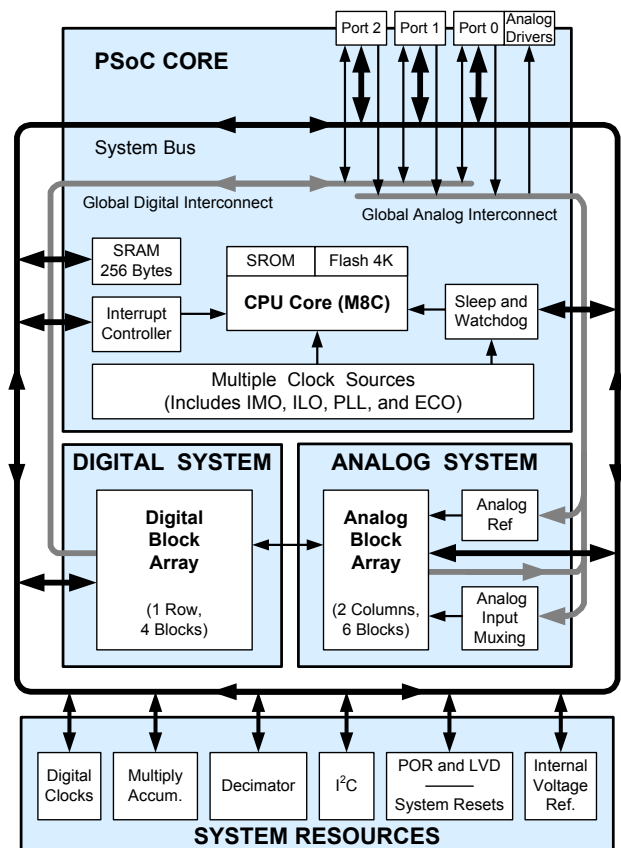 Port 2
Port 1
Port 0
Analog
Drivers
PSoC CORE
System Bus
Global Digital Interconnect
Global Analog Interconnect
SRAM
256 Bytes
SROM
Flash 4K
CPU Core (M8C)
Interrupt
Controller
Sleep and
Watchdog
Multiple Clock Sources
(Includes IMO, ILO, PLL, and ECO)
DIGITAL SYSTEM
Digital
Block
Array
(1 Row,
4 Blocks)
ANALOG SYSTEM
Analog
Block
Array
(2 Columns,
6 Blocks)
Analog
Ref
Analog
Input
Muxing
Digital
Clocks
Multiply
Accum.
Decimator
I²C
POR and LVD
System Resets
Internal
Voltage
Ref.
SYSTEM RESOURCES